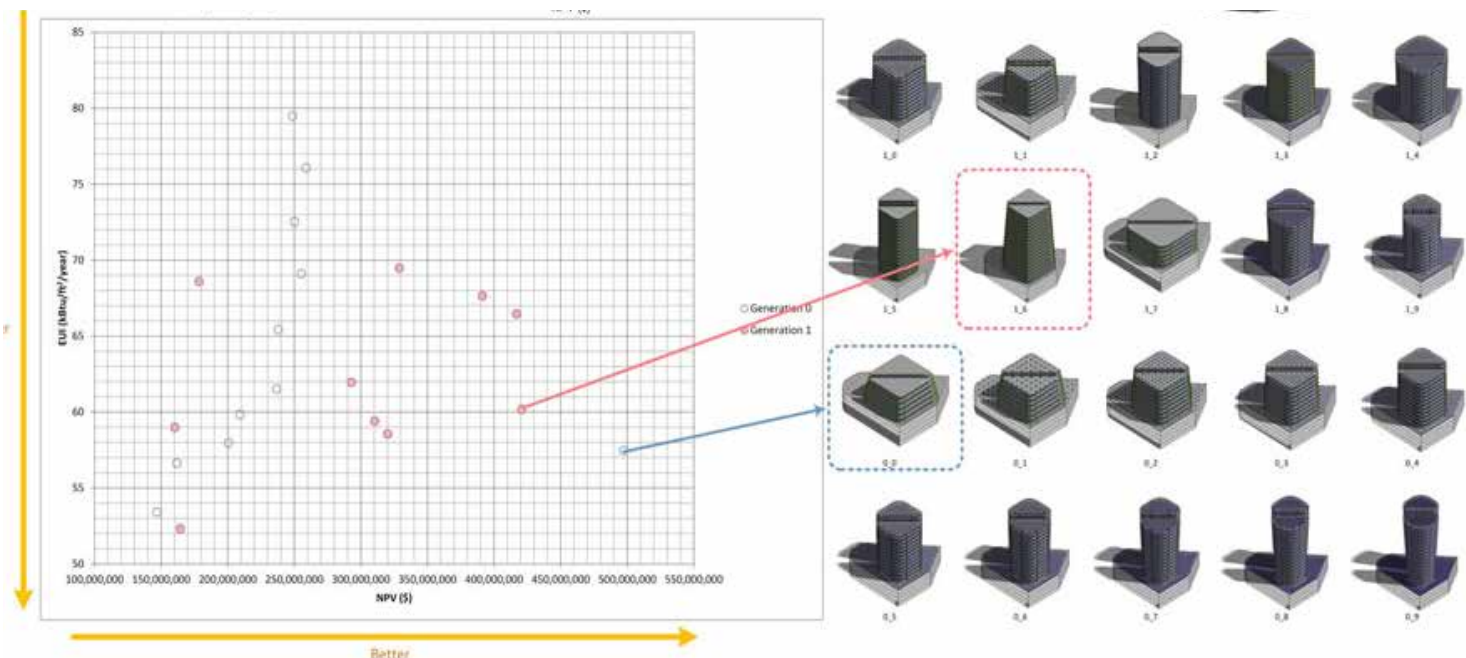 85
80
75
70
65
60
55
50
EUI (kBtu/ft²/year)
100,000,000 150,000,000 200,000,000 250,000,000 300,000,000 350,000,000 400,000,000 450,000,000 500,000,000 550,000,000
NPV ($)
Generation 0
Generation 1
Better
1_0 1_1 1_2 1_3 1_4
1_5 1_6 1_7 1_8 1_9
0_0 0_1 0_2 0_3 0_4
0_5 0_6 0_7 0_8 0_9